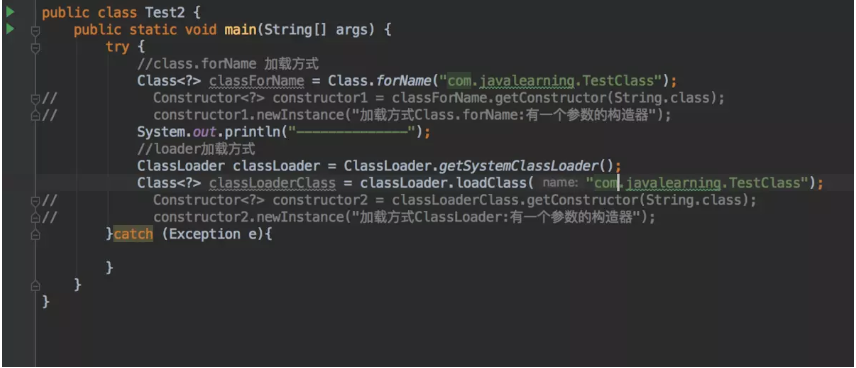 public class Test2 {
public static void main(String[] args) {
try {
//class.forName 加载方式
Class<?> classForName = Class.forName("com.javalearning.TestClass");
// Constructor<?> constructor1 = classForName.getConstructor(String.class);
// constructor1.newInstance("加载方式Class.forName:有一个参数的构造器");
System.out.println("——————————————");
//loader加载方式
ClassLoader classLoader = ClassLoader.getSystemClassLoader();
Class<?> classLoaderClass = classLoader.loadClass( name: "com.javalearning.TestClass");
// Constructor<?> constructor2 = classLoaderClass.getConstructor(String.class);
// constructor2.newInstance("加载方式ClassLoader:有一个参数的构造器");
}catch (Exception e){
}
}
}